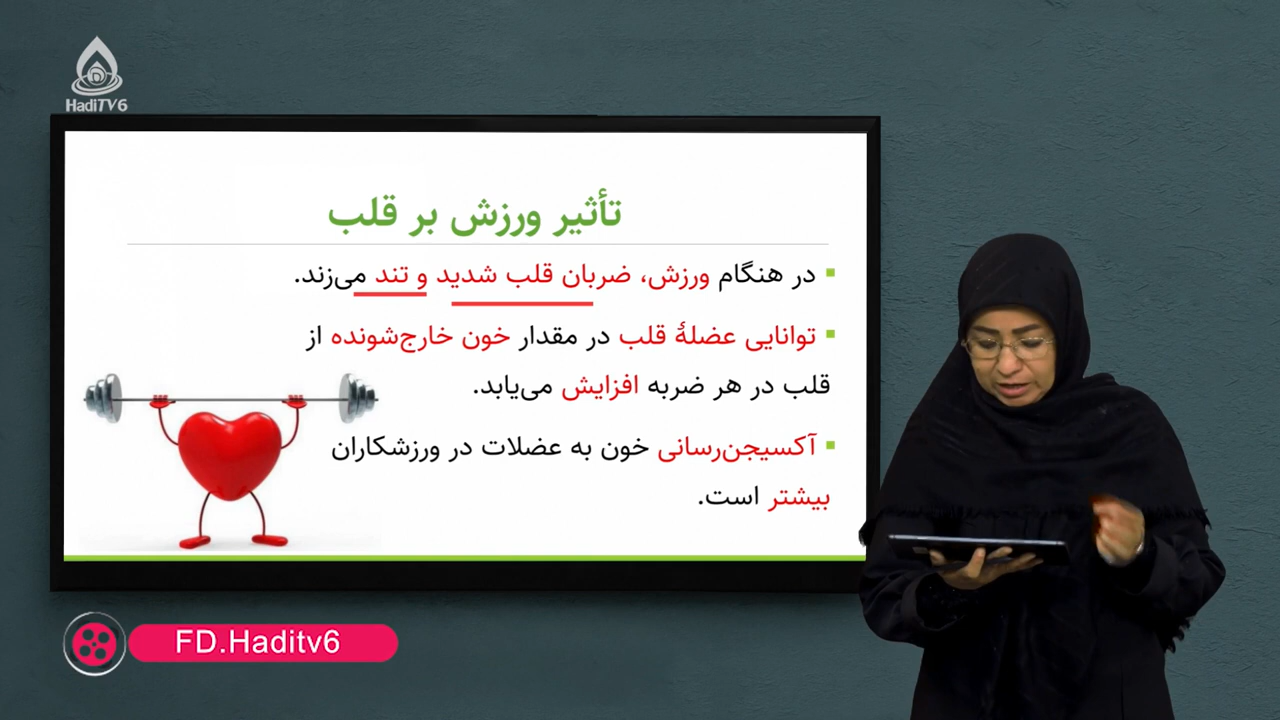 HadiTV6
تأثیر ورزش بر قلب
در هنگام ورزش، ضربان قلب شدید و تند می‌زند.
توانایی عضلهٔ قلب در مقدار خون خارج‌شونده از
قلب در هر ضربه افزایش می‌یابد.
آکسیجن‌رسانی خون به عضلات در ورزشکاران
بیشتر است.
FD.Haditv6